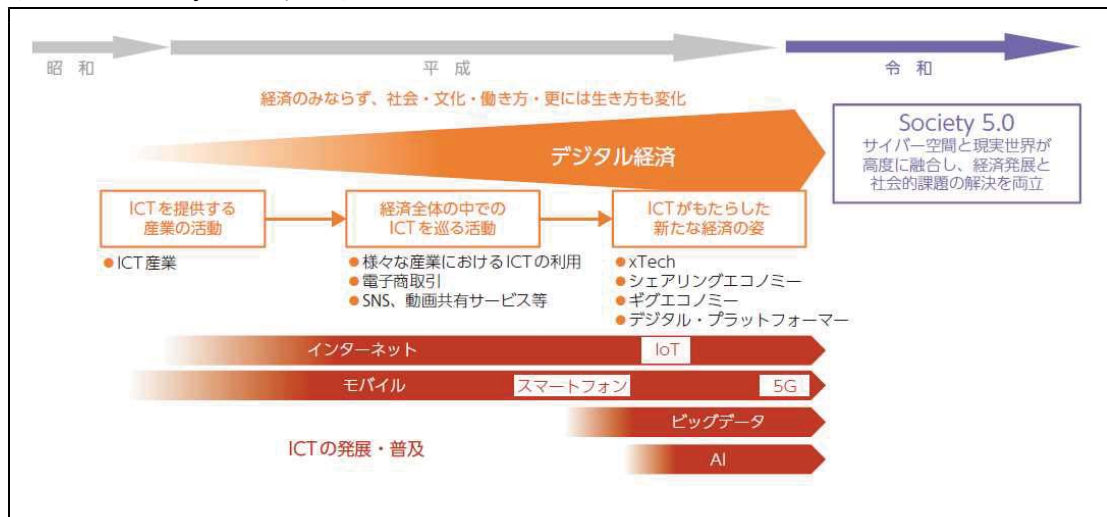 昭 和
平 成
令 和
経済のみならず、社会・文化・働き方・更には生き方も変化
デジタル経済
Society 5.0
サイバー空間と現実世界が
高度に融合し、経済発展と
社会的課題の解決を両立
ICTを提供する
産業の活動
経済全体の中での
ICTを巡る活動
ICTがもたらした
新たな経済の姿
●ICT産業
●様々な産業におけるICTの利用
●電子商取引
●SNS、動画共有サービス等
●xTech
●シェアリングエコノミー
●ギグエコノミー
●デジタル・プラットフォーマー
インターネット
IoT
モバイル
スマートフォン
5G
ビッグデータ
AI
ICTの発展・普及